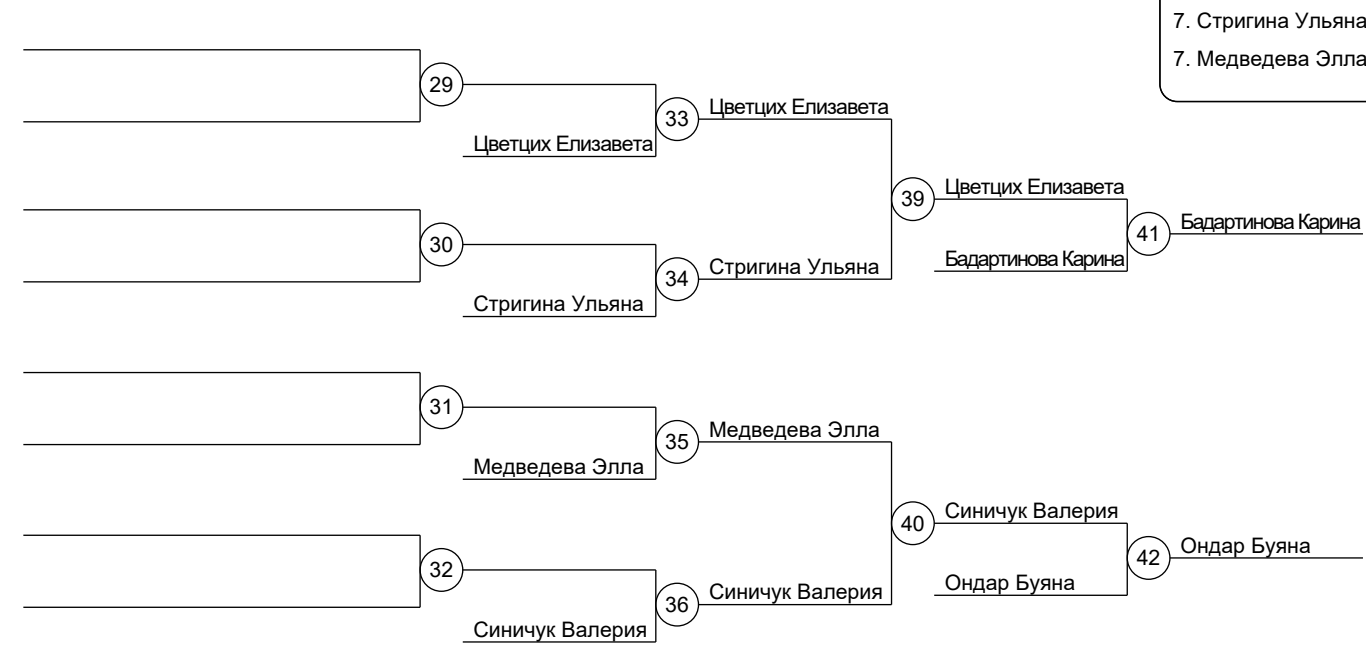 7. Стригина Ульяна
7. Медведева Элла
29
33
Цветцих Елизавета
Цветцих Елизавета
39
Цветцих Елизавета
30
41
Бадартинова Карина
34
Стригина Ульяна
Бадартинова Карина
Стригина Ульяна
31
35
Медведева Элла
Медведева Элла
40
Синичук Валерия
32
42
Ондар Буяна
36
Синичук Валерия
Ондар Буяна
Синичук Валерия